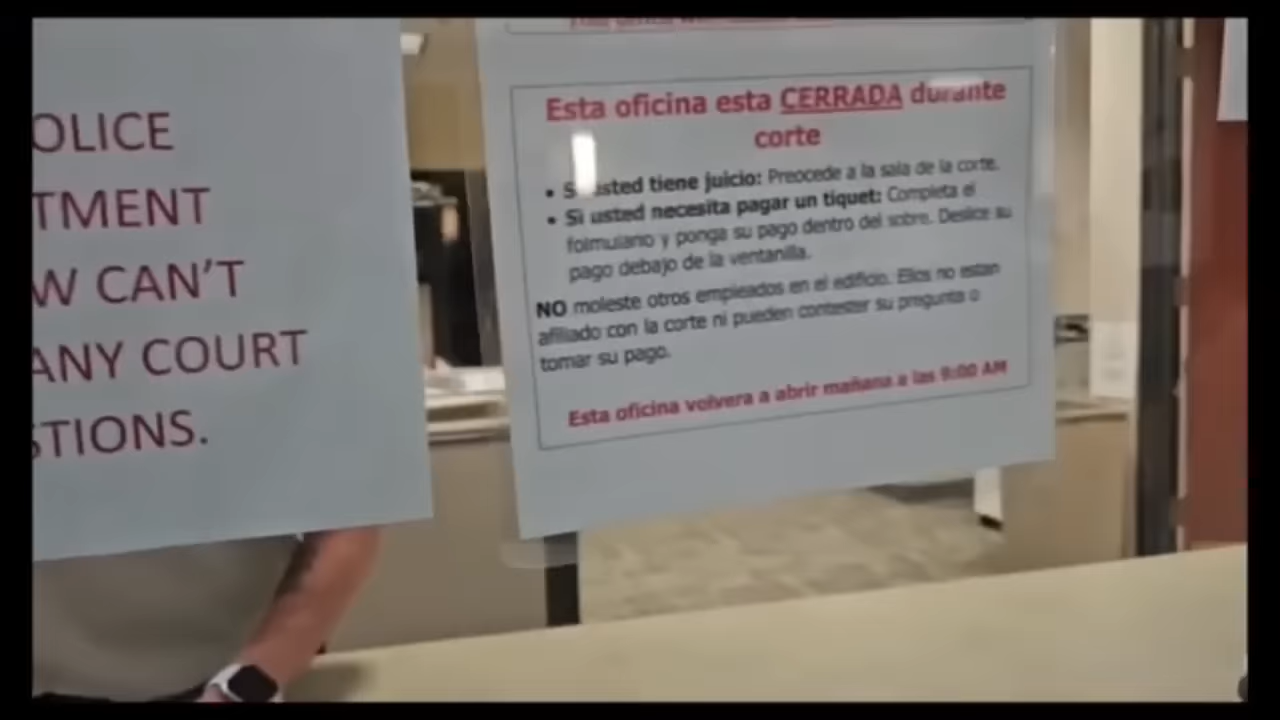 OLICE
TMENT
W CAN'T
ANY COURT
STIONS.
Esta oficina esta CERRADA durante
corte
• Si usted tiene juicio: Preocede a la sala de la corte.
• Si usted necesita pagar un tiquet: Completa el
folmulario y ponga su pago dentro del sobre. Deslice su
pago debajo de la ventanilla.
NO moleste otros empleados en el edificio. Ellos no estan
afiliado con la corte ni pueden contester su pregunta o
tomar su pago.
Esta oficina volvera a abrir mañana a las 9:00 AM